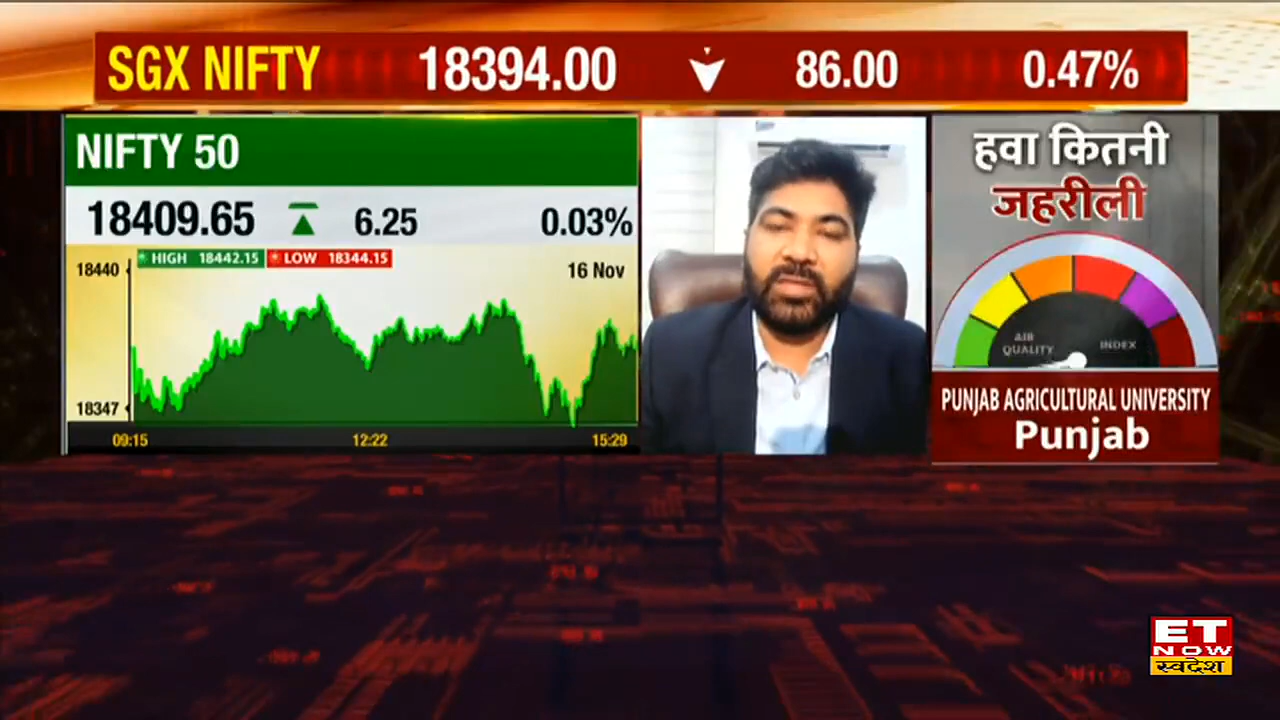 SGX NIFTY 18394.00 86.00 0.47%
NIFTY 50
18409.65 6.25 0.03%
HIGH 18442.15 LOW 18344.15
16 Nov
18440
18347
09:15 12:22 15:29
हवा कितनी
जहरीली
AIR QUALITY INDEX
PUNJAB AGRICULTURAL UNIVERSITY
Punjab
ET
NOW
स्वदेश